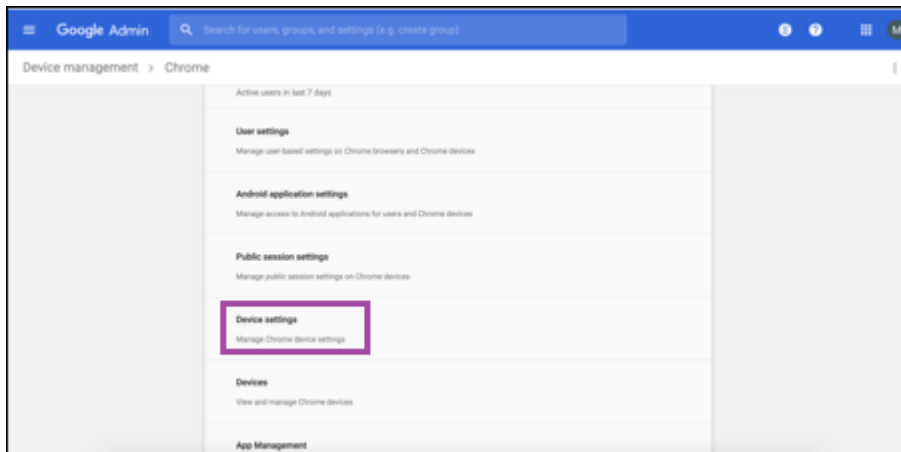 Google Admin
Search for users, groups, and settings (e.g. create group)
Device management > Chrome
Active users in last 7 days
User settings
Manage user-based settings on Chrome browsers and Chrome devices
Android application settings
Manage access to Android applications for users and Chrome devices
Public session settings
Manage public session settings on Chrome devices
Device settings
Manage Chrome device settings
Devices
View and manage Chrome devices
App Management